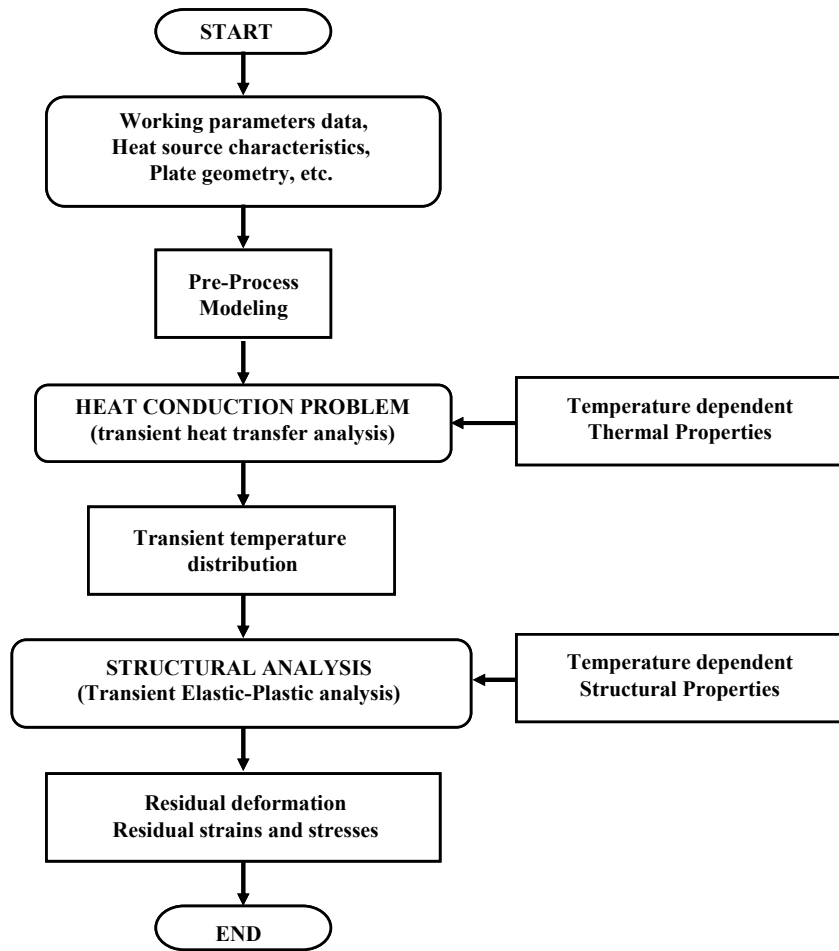 START
Working parameters data,
Heat source characteristics,
Plate geometry, etc.
Pre-Process
Modeling
HEAT CONDUCTION PROBLEM
(transient heat transfer analysis)
Temperature dependent
Thermal Properties
Transient temperature
distribution
STRUCTURAL ANALYSIS
(Transient Elastic-Plastic analysis)
Temperature dependent
Structural Properties
Residual deformation
Residual strains and stresses
END